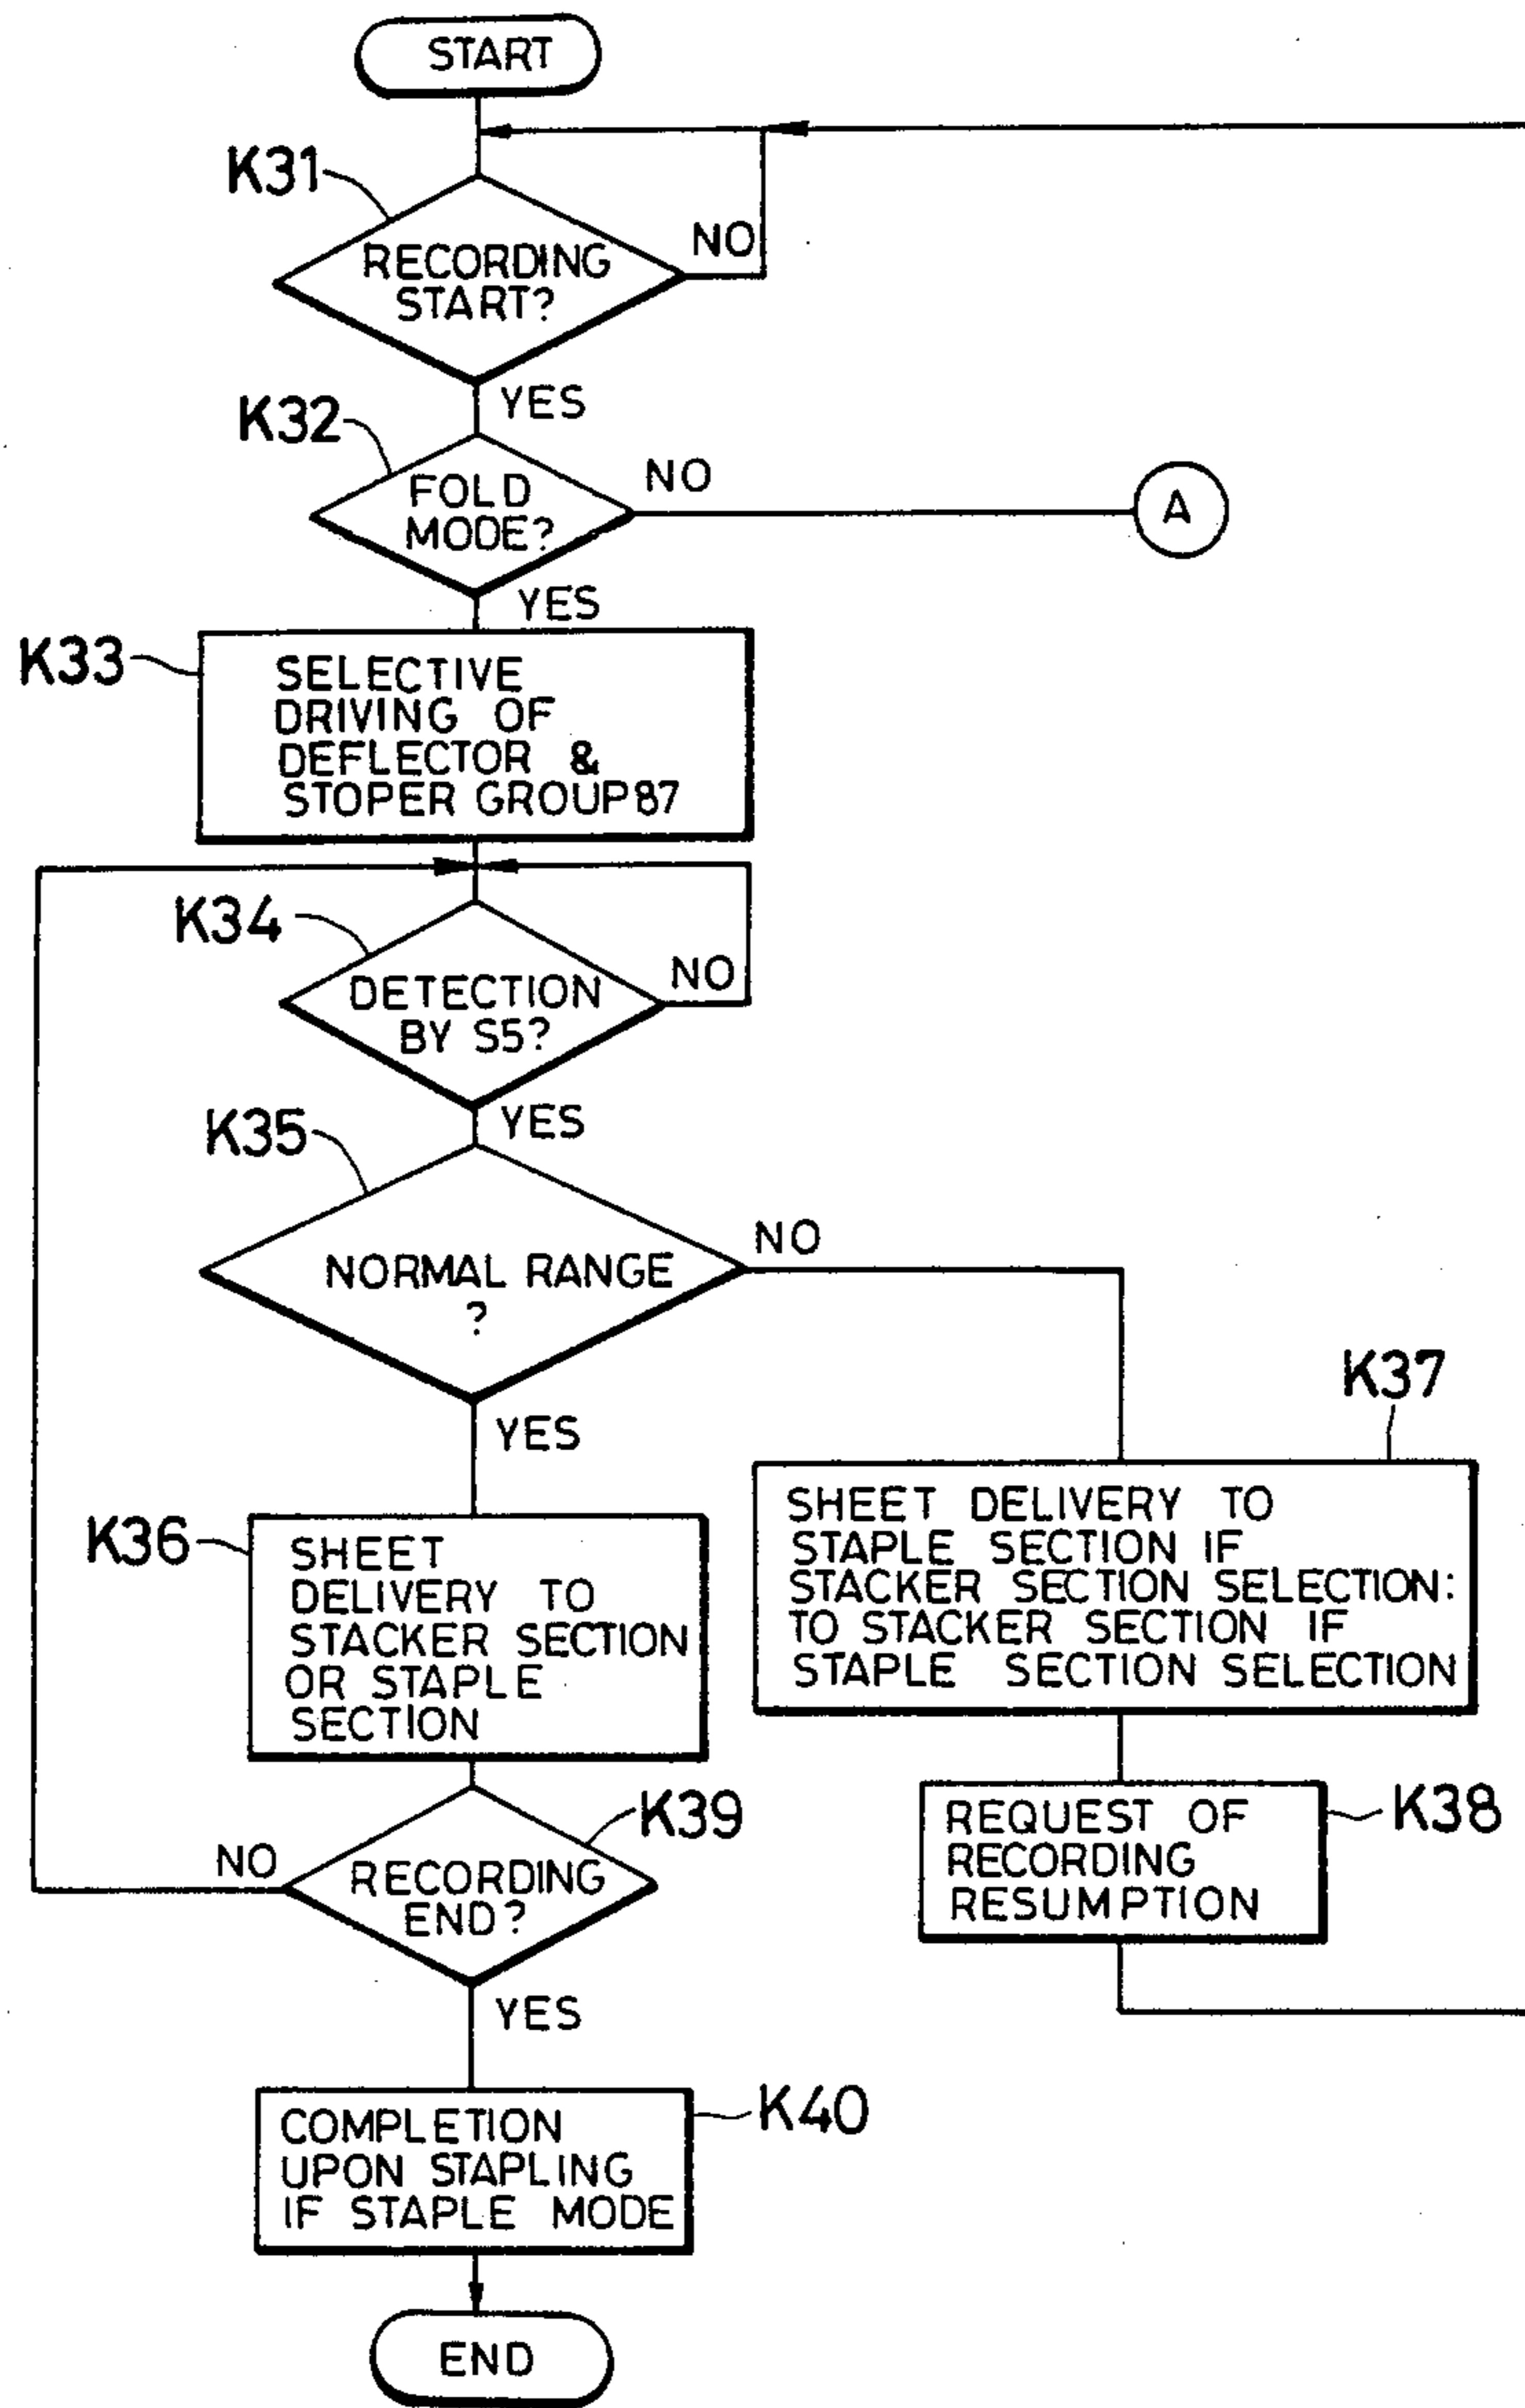 START
K31
NO
RECORDING
START?
YES
K32
NO
FOLD
MODE?
A
YES
K33
SELECTIVE
DRIVING OF
DEFLECTOR &
STOPER GROUP87
K34
NO
DETECTION
BY S5?
YES
K35
NO
NORMAL RANGE
?
K37
YES
SHEET DELIVERY TO
STAPLE SECTION IF
STACKER SECTION SELECTION:
TO STACKER SECTION IF
STAPLE SECTION SELECTION
K36
SHEET
DELIVERY TO
STACKER SECTION
OR STAPLE
SECTION
K39
K38
REQUEST OF
RECORDING
RESUMPTION
NO
RECORDING
END?
YES
K40
COMPLETION
UPON STAPLING
IF STAPLE MODE
END